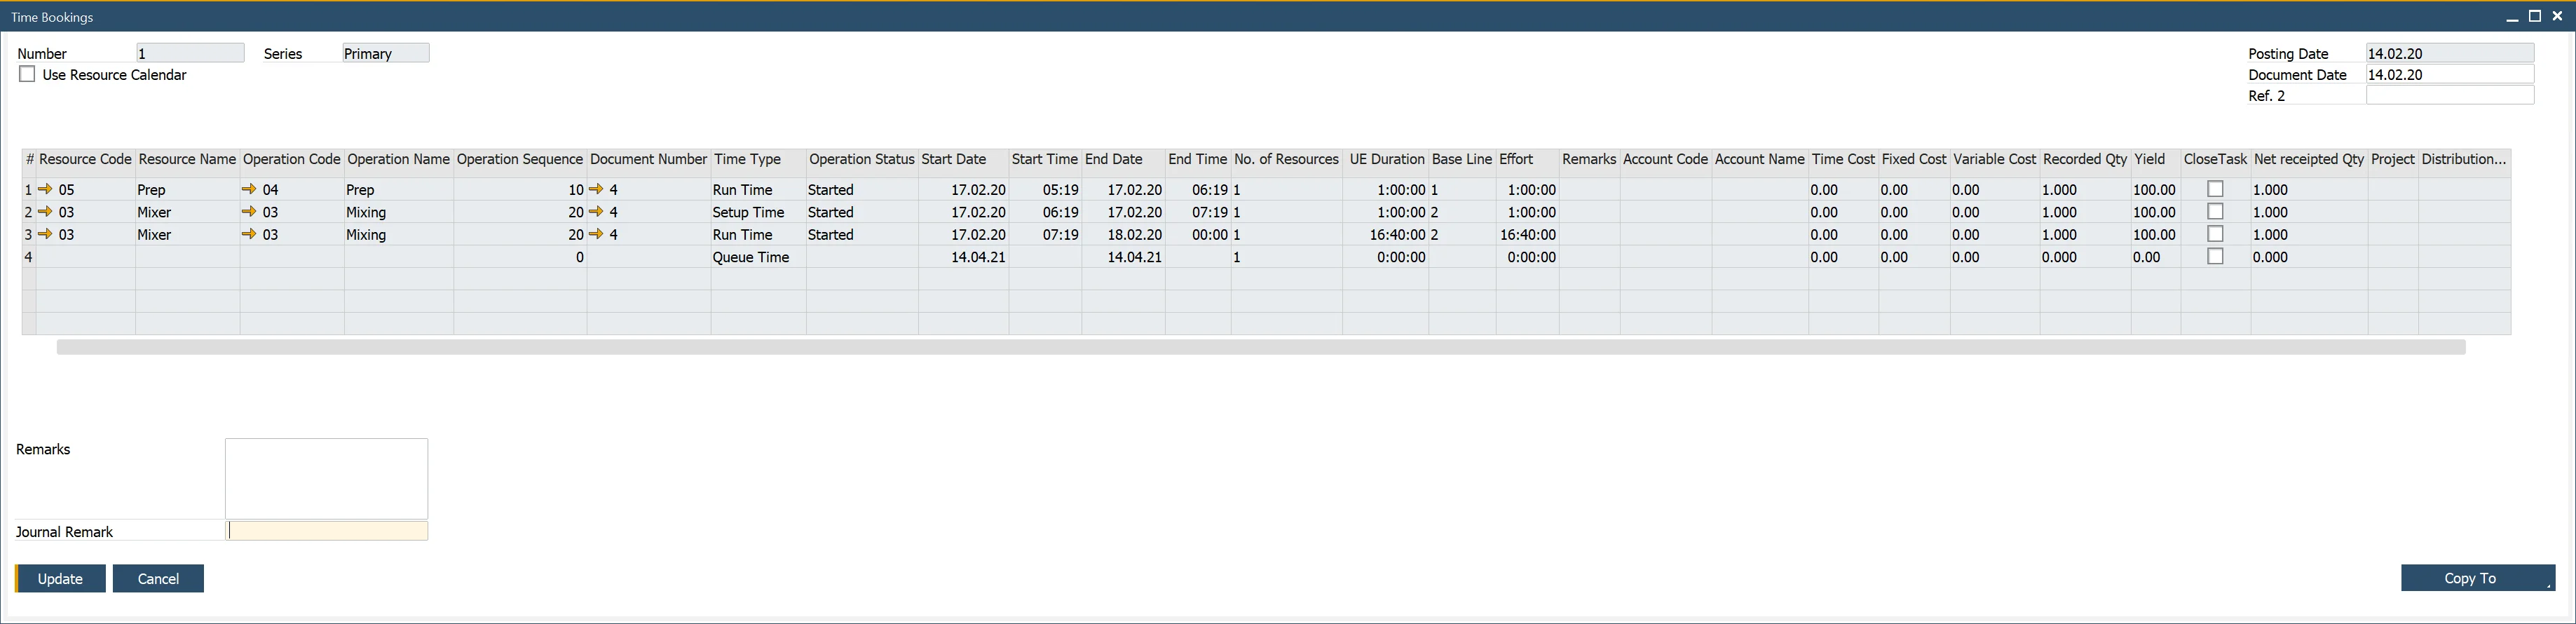 Time Bookings
Number 1 Series Primary Posting Date 14.02.20
Use Resource Calendar Document Date 14.02.20
Ref. 2
# Resource Code Resource Name Operation Code Operation Name Operation Sequence Document Number Time Type Operation Status Start Date Start Time End Date End Time No. of Resources UE Duration Base Line Effort Remarks Account Code Account Name Time Cost Fixed Cost Variable Cost Recorded Qty Yield CloseTask Net receipted Qty Project Distribution...
1 05 Prep 04 Prep 10 4 Run Time Started 17.02.20 05:19 17.02.20 06:19 1 1:00:00 1 1:00:00 0.00 0.00 0.00 1.000 100.00 1.000
2 03 Mixer 03 Mixing 20 4 Setup Time Started 17.02.20 06:19 17.02.20 07:19 1 1:00:00 2 1:00:00 0.00 0.00 0.00 1.000 100.00 1.000
3 03 Mixer 03 Mixing 20 4 Run Time Started 17.02.20 07:19 18.02.20 00:00 1 16:40:00 2 16:40:00 0.00 0.00 0.00 1.000 100.00 1.000
4 0 Queue Time 14.04.21 14.04.21 1 0:00:00 0:00:00 0.00 0.00 0.00 0.000 0.00 0.000
Remarks
Journal Remark
Update Cancel Copy To